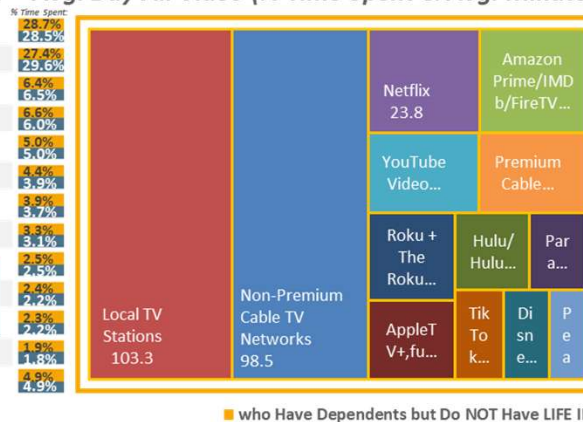 % Time Spent:
28.7%
28.5%
27.4%
29.6%
6.4%
6.5%
6.6%
6.0%
5.0%
5.0%
4.4%
3.9%
3.9%
3.7%
3.3%
3.1%
2.5%
2.5%
2.4%
2.2%
2.3%
2.2%
1.9%
1.8%
4.9%
4.9%
Local TV
Stations
103.3
Non-Premium
Cable TV
Networks
98.5
Netflix
23.8
Amazon
Prime/IMD
b/FireTV...
YouTube
Video...
Premium
Cable...
Roku +
The
Roku...
Hulu/
Hulu...
Par
a...
AppleT
V+,fu...
Tik
To
k...
Di
sn
e...
P
e
a
who Have Dependents but Do NOT Have LIFE